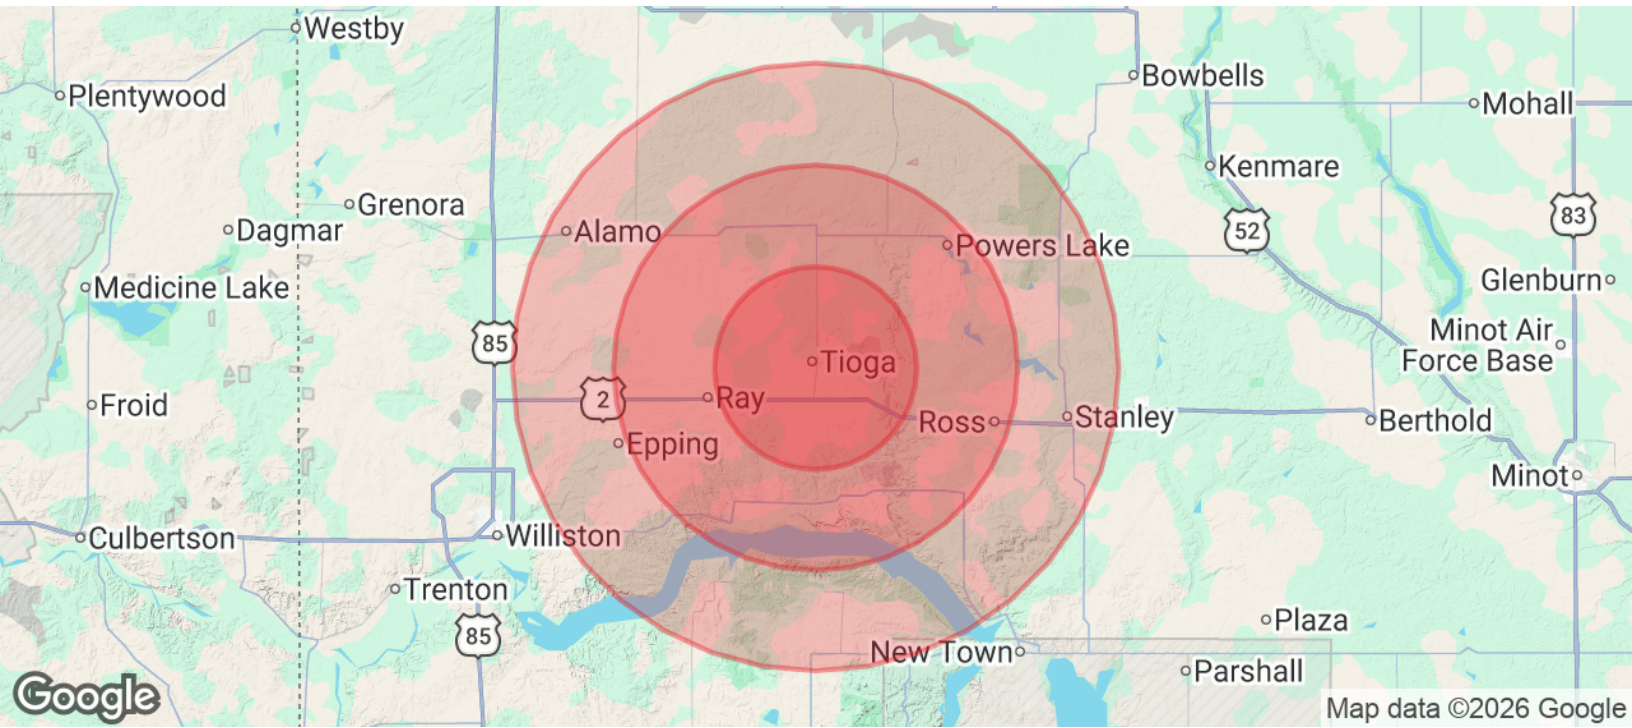 Westby
Plentywood
Bowbells
Mohall
Kenmare
Grenora
83
Dagmar
Alamo
52
Powers Lake
Medicine Lake
Glenburn
85
Minot Air
Force Base
Tioga
Froid
2
Ray
Ross
Stanley
Berthold
Epping
Minot
Culbertson
Williston
Trenton
85
Plaza
New Town
Parshall
Google
Map data ©2026 Google